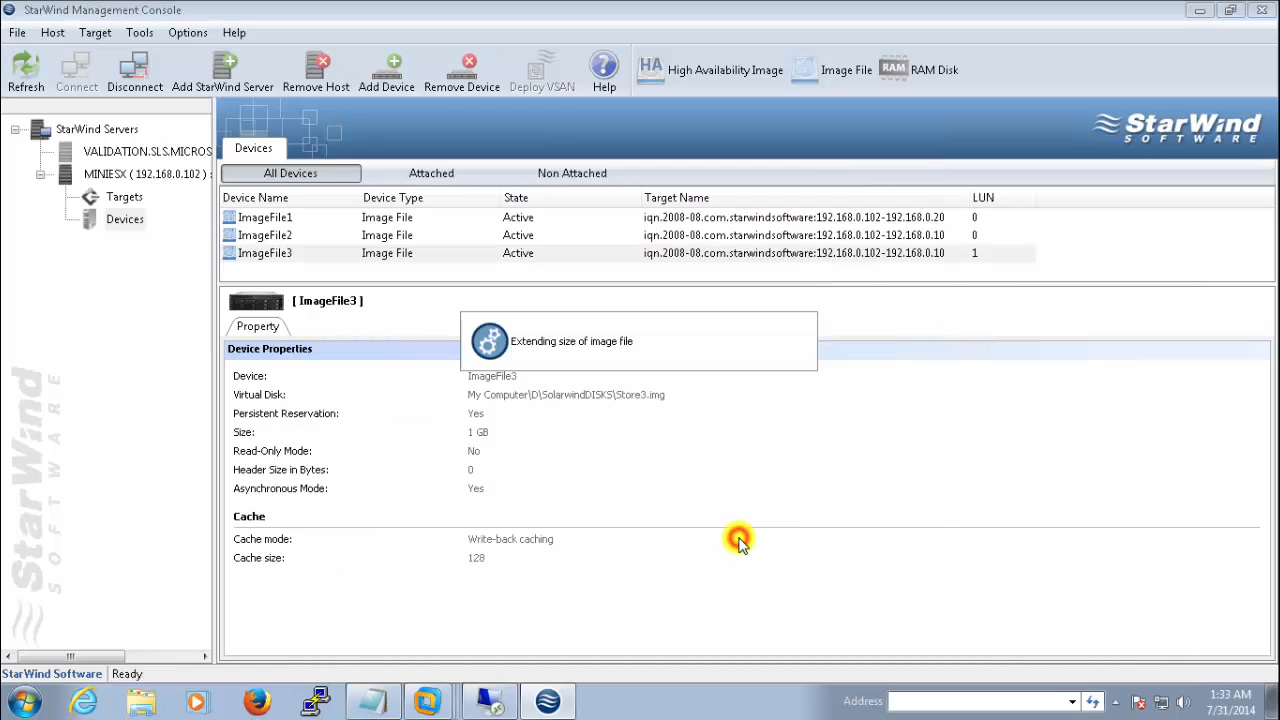 StarWind Management Console
File Host Target Tools Options Help
Refresh Connect Disconnect Add StarWind Server Remove Host Add Device Remove Device Deploy VSAN Help HA High Availability Image Image File RAM RAM Disk
StarWind Servers
VALIDATION.SLS.MICROS
MINIESX ( 192.168.0.102 ) :
Targets
Devices
StarWind
SOFTWARE
Devices
All Devices Attached Non Attached
Device Name Device Type State Target Name LUN
ImageFile1 Image File Active iqn.2008-08.com.starwindsoftware:192.168.0.102-192.168.0.20 0
ImageFile2 Image File Active iqn.2008-08.com.starwindsoftware:192.168.0.102-192.168.0.10 0
ImageFile3 Image File Active iqn.2008-08.com.starwindsoftware:192.168.0.102-192.168.0.10 1
[ ImageFile3 ]
Property
Extending size of image file
Device Properties
Device: ImageFile3
Virtual Disk: My Computer\D\SolarwindDISKS\Store3.img
Persistent Reservation: Yes
Size: 1 GB
Read-Only Mode: No
Header Size in Bytes: 0
Asynchronous Mode: Yes
Cache
Cache mode: Write-back caching
Cache size: 128
StarWind
SOFTWARE
StarWind Software Ready
Address
1:33 AM
7/31/2014